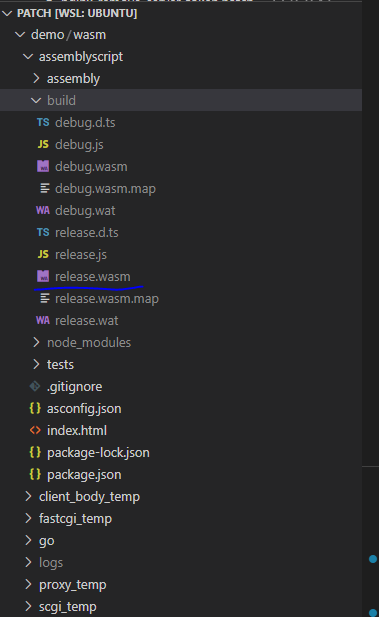 PATCH [WSL: UBUNTU]
demo / wasm
assemblyscript
assembly
build
TS debug.d.ts
JS debug.js
debug.wasm
debug.wasm.map
WA debug.wat
TS release.d.ts
JS release.js
release.wasm
release.wasm.map
WA release.wat
node_modules
tests
.gitignore
{} asconfig.json
<> index.html
{} package-lock.json
{} package.json
client_body_temp
fastcgi_temp
go
logs
proxy_temp
scgi_temp